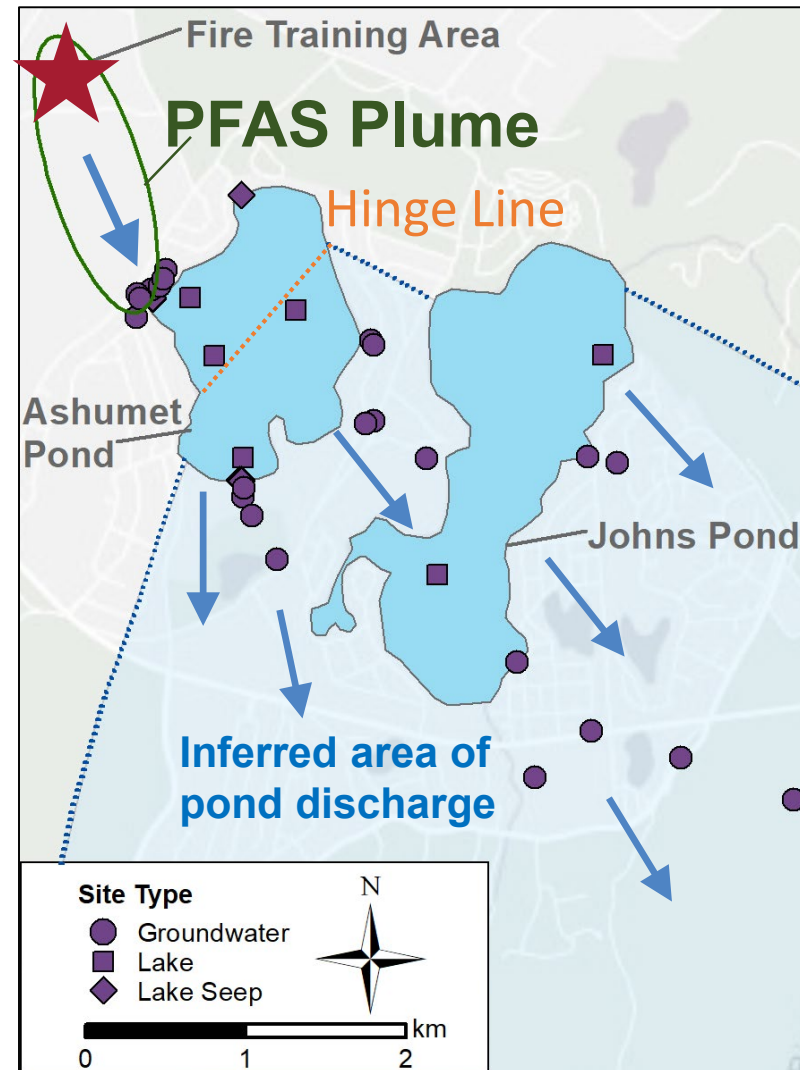 Fire Training Area
PFAS Plume
Hinge Line
Ashumet
Pond
Johns Pond
Inferred area of
pond discharge
Site Type
Groundwater
Lake
Lake Seep
N
km
0 1 2